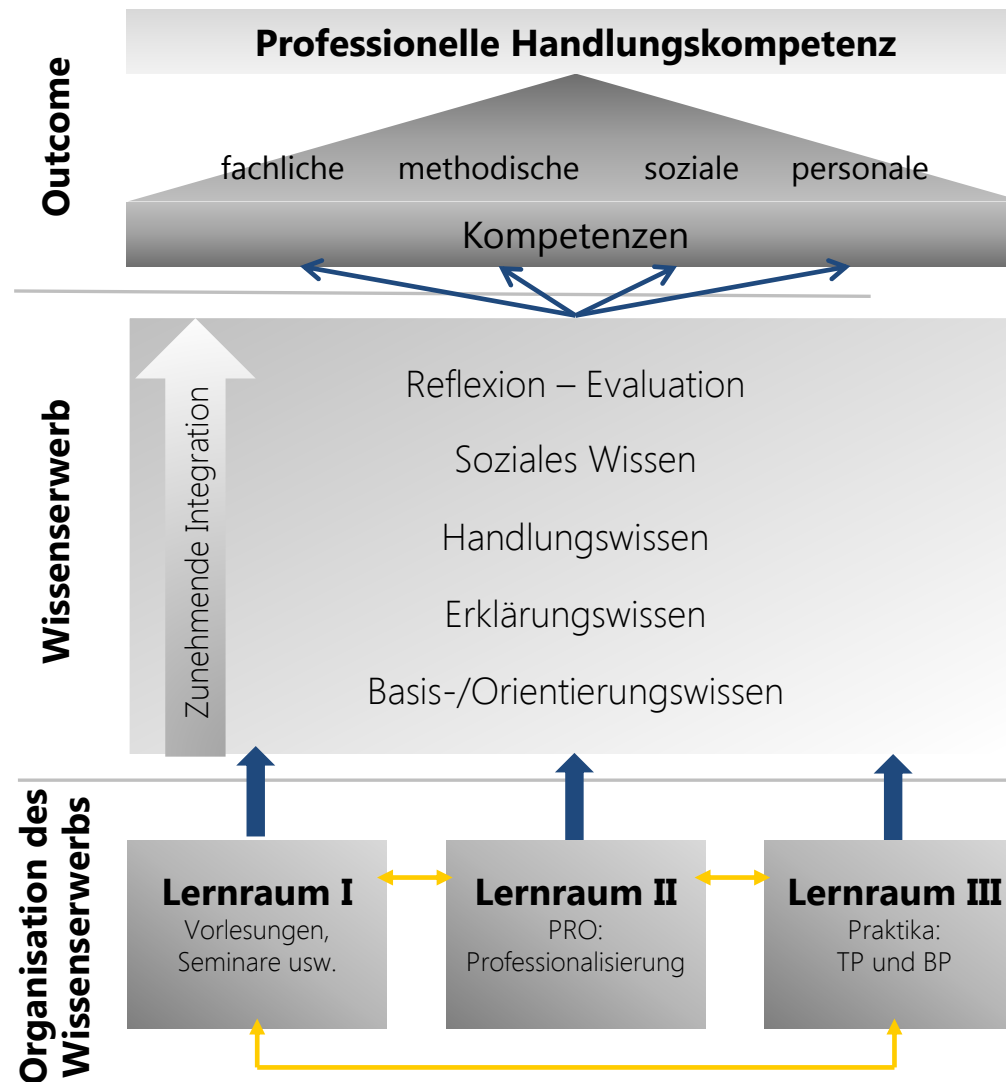 Outcome
Professionelle Handlungskompetenz
fachliche methodische soziale personale
Kompetenzen
Wissenserwerb
Zunehmende Integration
Reflexion – Evaluation
Soziales Wissen
Handlungswissen
Erklärungswissen
Basis-/Orientierungswissen
Organisation des
Wissenserwerbs
Lernraum I
Vorlesungen,
Seminare usw.
Lernraum II
PRO:
Professionalisierung
Lernraum III
Praktika:
TP und BP